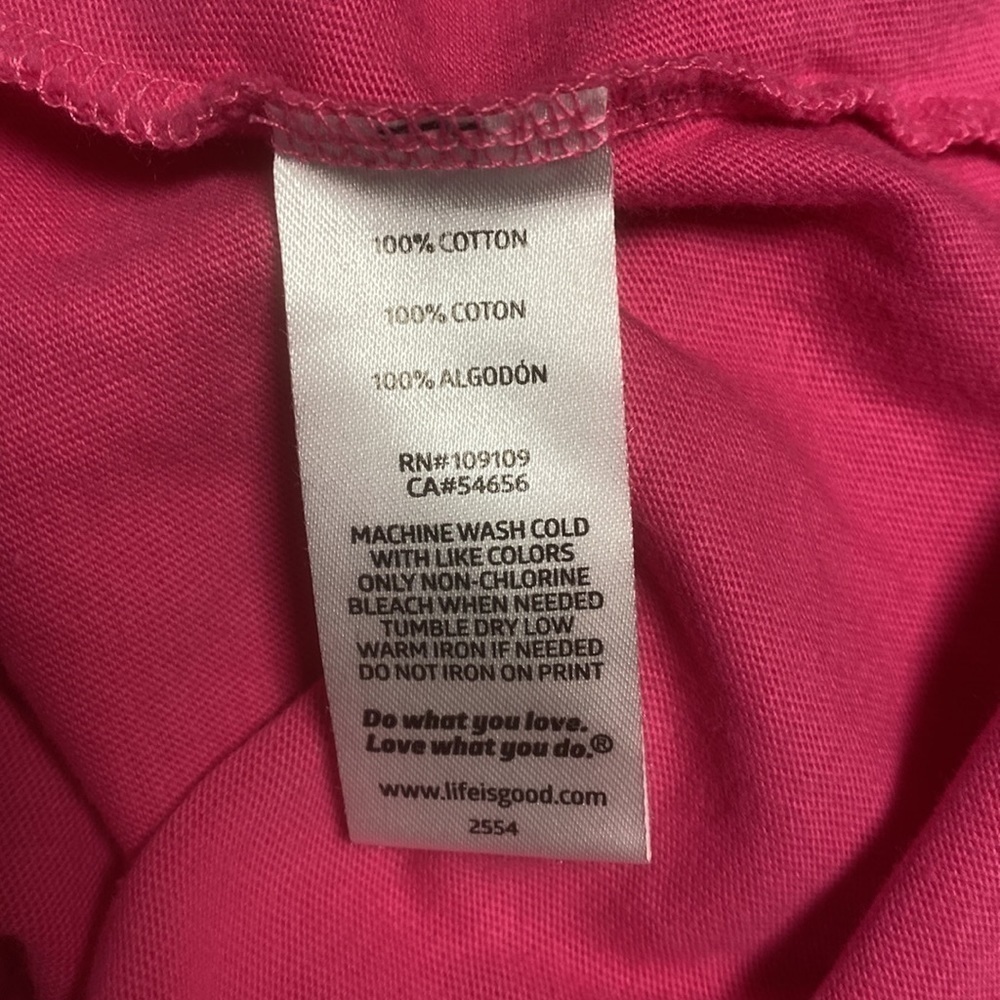 100% COTTON
100% COTON
100% ALGODÓN
RN#109109
CA#54656
MACHINE WASH COLD
WITH LIKE COLORS
ONLY NON-CHLORINE
BLEACH WHEN NEEDED
TUMBLE DRY LOW
WARM IRON IF NEEDED
DO NOT IRON ON PRINT
Do what you love.
Love what you do.®
www.lifeisgood.com
2554